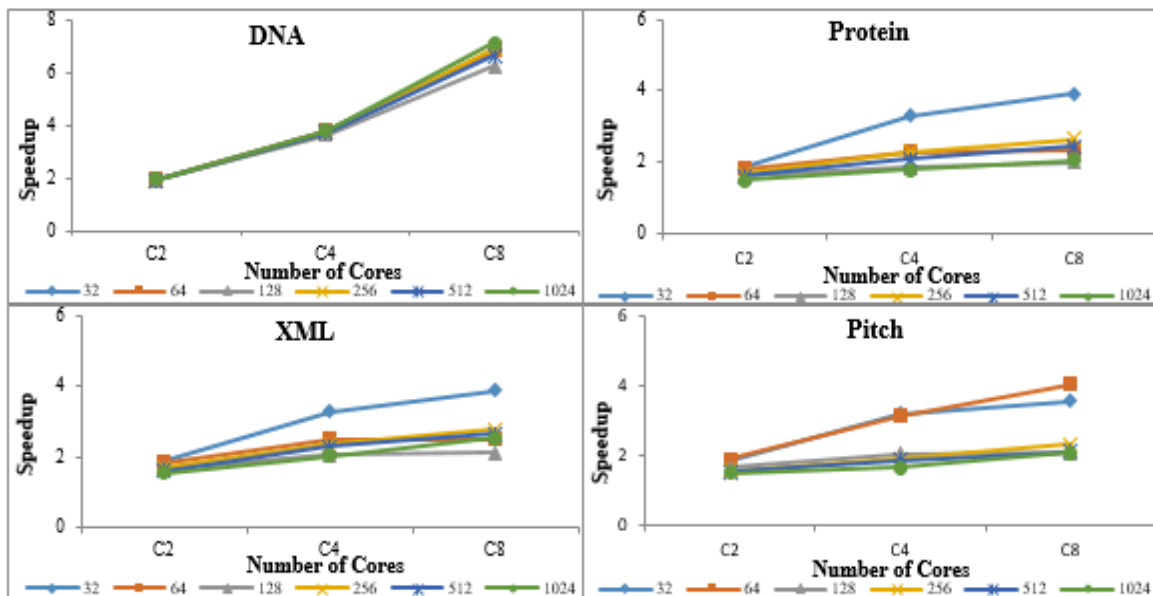 DNA
8
6
4
2
0
Speedup
C2 C4 C8
Number of Cores
32 64 128 256 512 1024
Protein
6
4
2
0
Speedup
C2 C4 C8
Number of Cores
32 64 128 256 512 1024
XML
6
4
2
0
Speedup
C2 C4 C8
Number of Cores
32 64 128 256 512 1024
Pitch
6
4
2
0
Speedup
C2 C4 C8
Number of Cores
32 64 128 256 512 1024